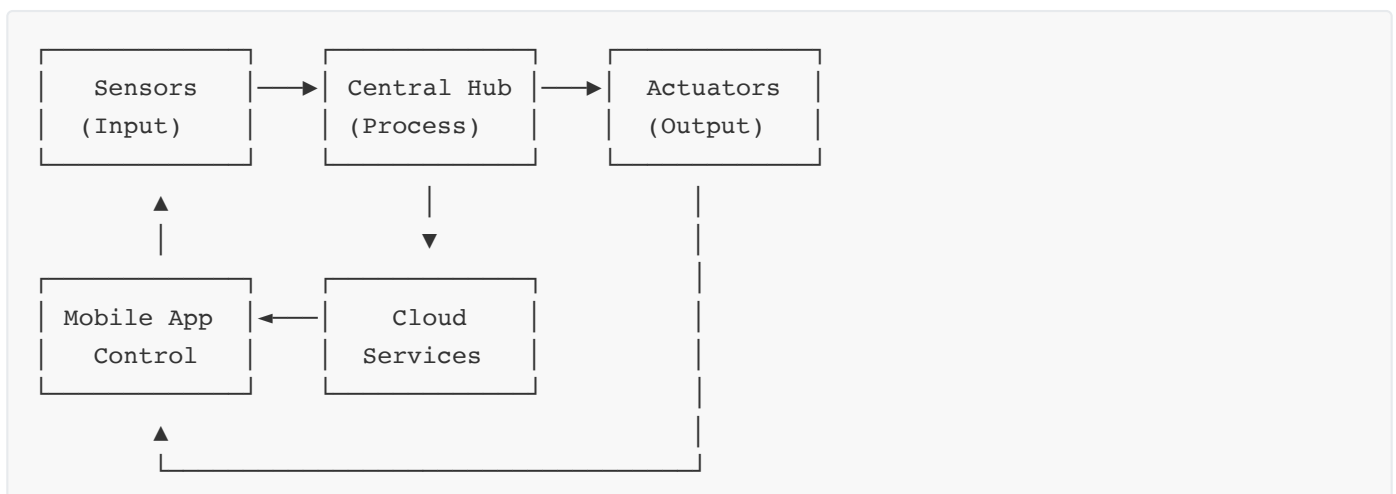 Sensors
(Input)
Central Hub
(Process)
Actuators
(Output)
Mobile App
Control
Cloud
Services